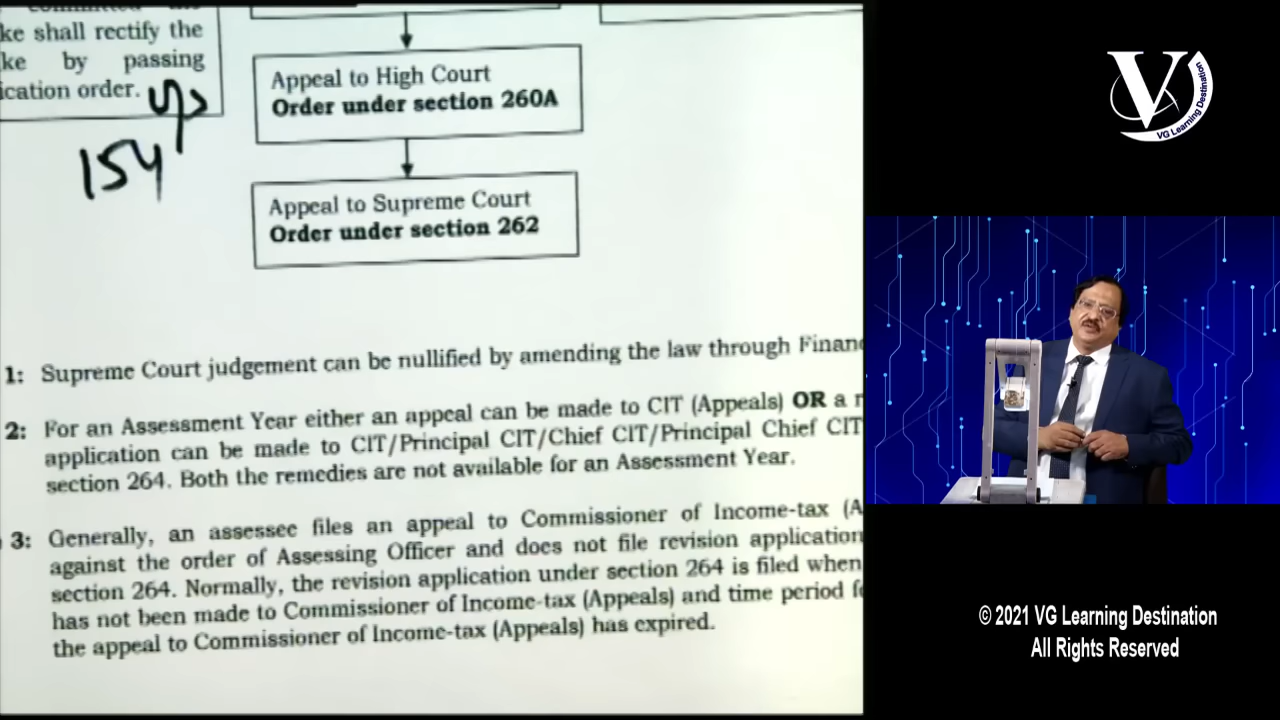 ke shall rectify the
ke by passing
ication order.
154
Appeal to High Court
Order under section 260A
Appeal to Supreme Court
Order under section 262
1: Supreme Court judgement can be nullified by amending the law through Financ
2: For an Assessment Year either an appeal can be made to CIT (Appeals) OR a r
application can be made to CIT/Principal CIT/Chief CIT/Principal Chief CIT
section 264. Both the remedies are not available for an Assessment Year.
3: Generally, an assessee files an appeal to Commissioner of Income-tax (A
against the order of Assessing Officer and does not file revision application
section 264. Normally, the revision application under section 264 is filed when
has not been made to Commissioner of Income-tax (Appeals) and time period f
the appeal to Commissioner of Income-tax (Appeals) has expired.
V
VG Learning Destination
© 2021 VG Learning Destination
All Rights Reserved